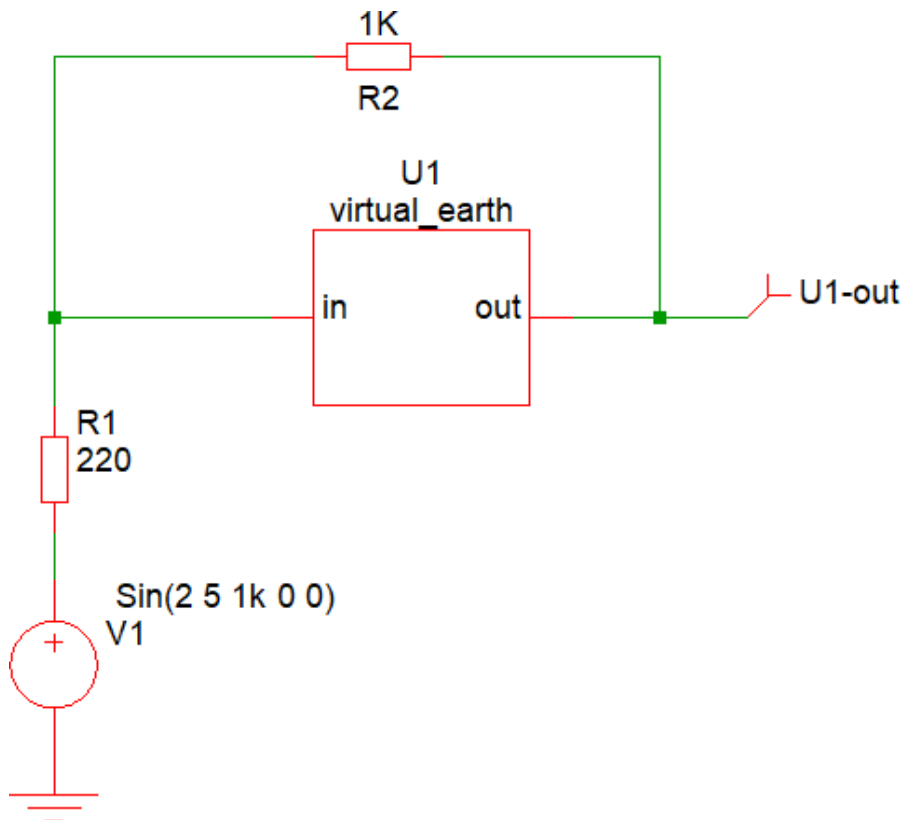 1K
R2
U1
virtual_earth
in
out
U1-out
R1
220
Sin(2 5 1k 0 0)
V1